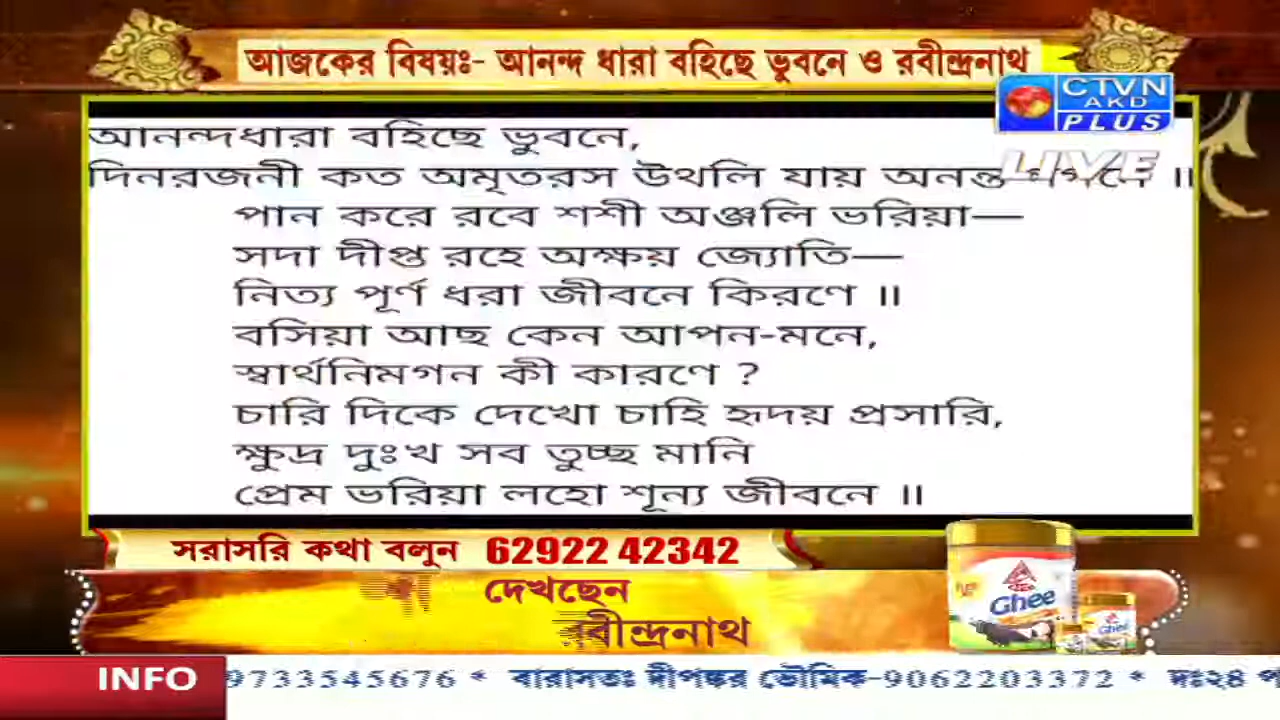 আজকের বিষয়ঃ- আনন্দ ধারা বহিছে ভুবনে ও রবীন্দ্রনাথ
CTVN
AKD
PLUS
LIVE
আনন্দধারা বহিছে ভুবনে,
দিনরজনী কত অমৃতরস উথলি যায় অনন্ত গগনে ॥
পান করে রবে শশী অঞ্জলি ভরিয়া—
সদা দীপ্ত রহে অক্ষয় জ্যোতি—
নিত্য পূর্ণ ধরা জীবনে কিরণে ॥
বসিয়া আছ কেন আপন-মনে,
স্বার্থনিমগন কী কারণে ?
চারি দিকে দেখো চাহি হৃদয় প্রসারি,
ক্ষুদ্র দুঃখ সব তুচ্ছ মানি
প্রেম ভরিয়া লহো শূন্য জীবনে ॥
সরাসরি কথা বলুন 62922 42342
দেখছেন
রবীন্দ্রনাথ
Ghee
INFO 9733545676 * বারাসতঃ দীপঙ্কর ভৌমিক-9062203372 * দঃ২৪ প